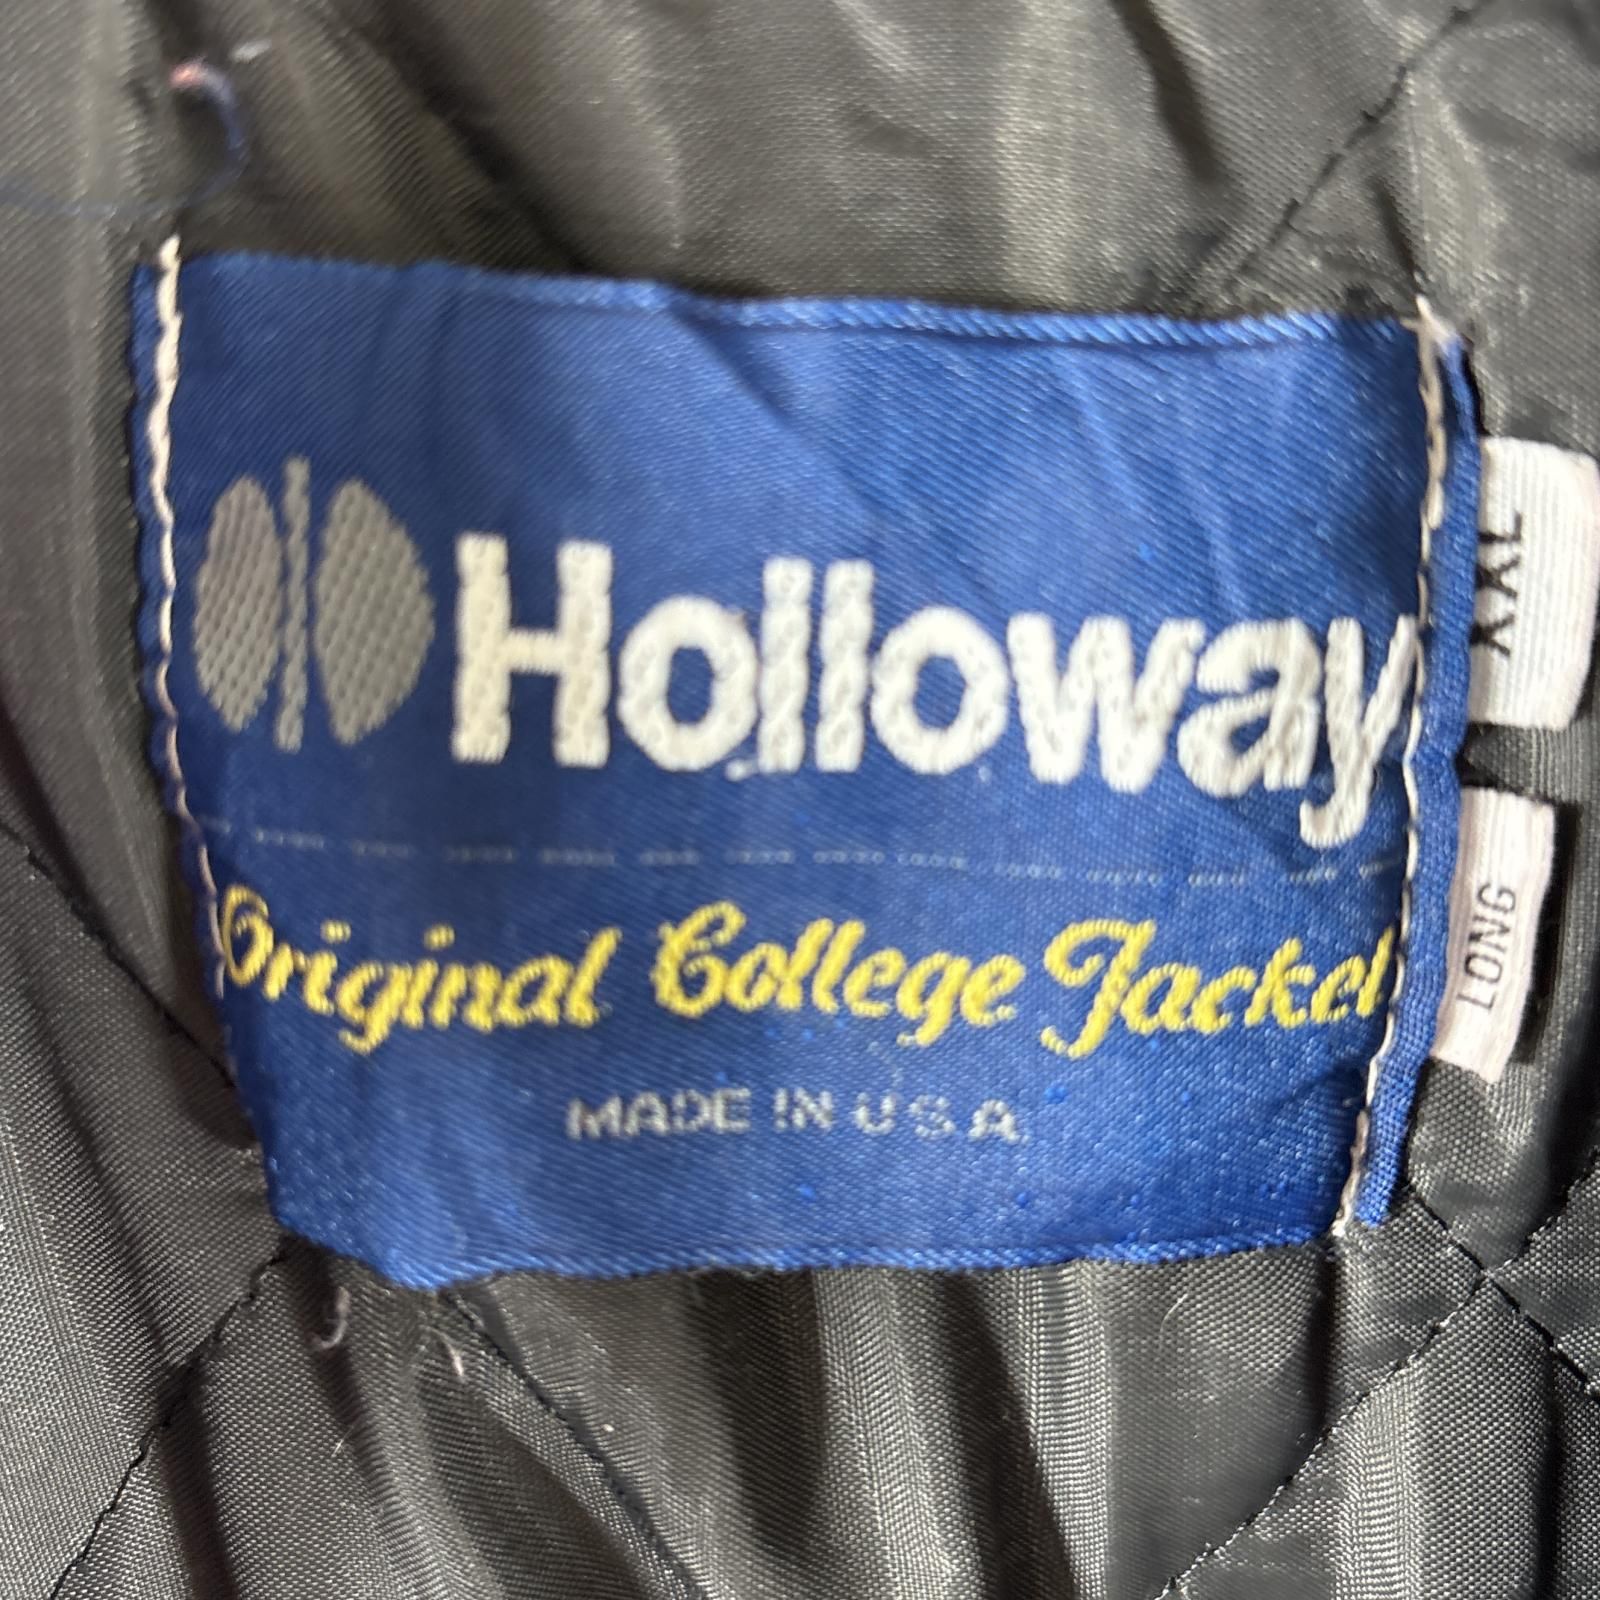 Holloway
Original College Jacket
MADE IN U.S.A.
XXL
LONG